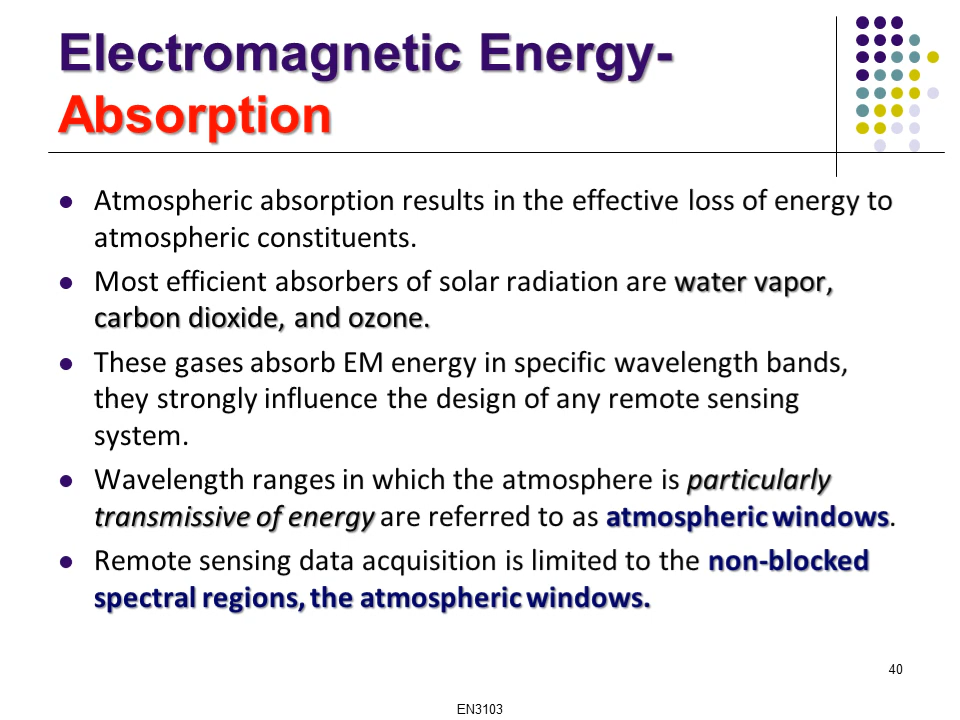 Electromagnetic Energy-
Absorption
● Atmospheric absorption results in the effective loss of energy to
atmospheric constituents.
● Most efficient absorbers of solar radiation are water vapor,
carbon dioxide, and ozone.
● These gases absorb EM energy in specific wavelength bands,
they strongly influence the design of any remote sensing
system.
● Wavelength ranges in which the atmosphere is particularly
transmissive of energy are referred to as atmospheric windows.
● Remote sensing data acquisition is limited to the non-blocked
spectral regions, the atmospheric windows.
40
EN3103